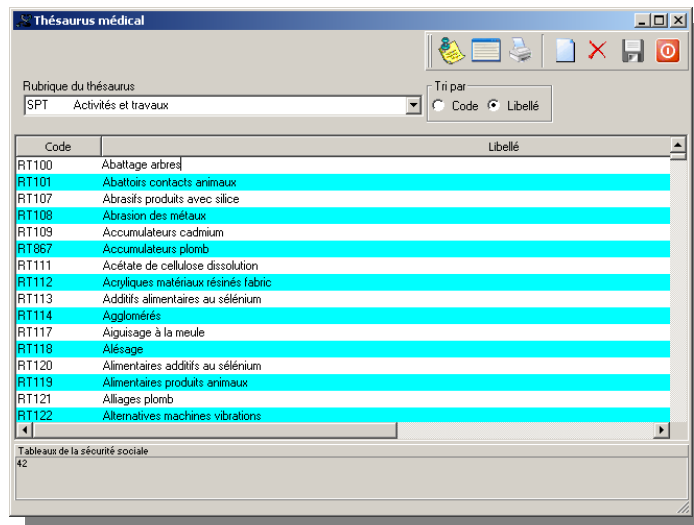 Thésaurus médical
Rubrique du thésaurus
Tri par
SPT Activités et travaux
Code Libellé
Code Libellé
RT100 Abattage arbres
RT101 Abattoirs contacts animaux
RT107 Abrasifs produits avec silice
RT108 Abrasion des métaux
RT109 Accumulateurs cadmium
RT867 Accumulateurs plomb
RT111 Acétate de cellulose dissolution
RT112 Acryliques matériaux résinés fabric
RT113 Additifs alimentaires au sélénium
RT114 Agglomérés
RT117 Aiguisage à la meule
RT118 Alésage
RT120 Alimentaires additifs au sélénium
RT119 Alimentaires produits animaux
RT121 Alliages plomb
RT122 Alternatives machines vibrations
Tableaux de la sécurité sociale
42